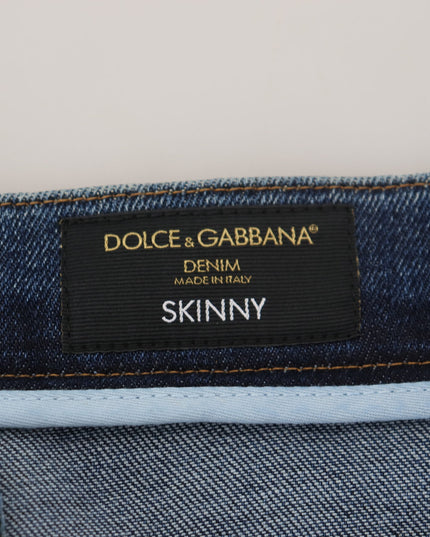 DOLCE & GABBANA®
DENIM
MADE IN ITALY
SKINNY